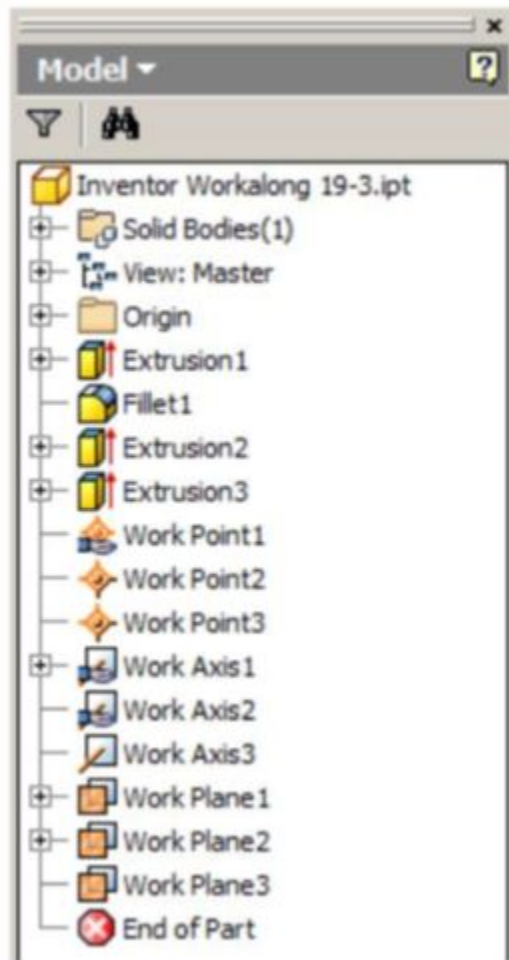 Model
Inventor Workalong 19-3.ipt
Solid Bodies(1)
View: Master
Origin
Extrusion1
Fillet1
Extrusion2
Extrusion3
Work Point1
Work Point2
Work Point3
Work Axis1
Work Axis2
Work Axis3
Work Plane1
Work Plane2
Work Plane3
End of Part